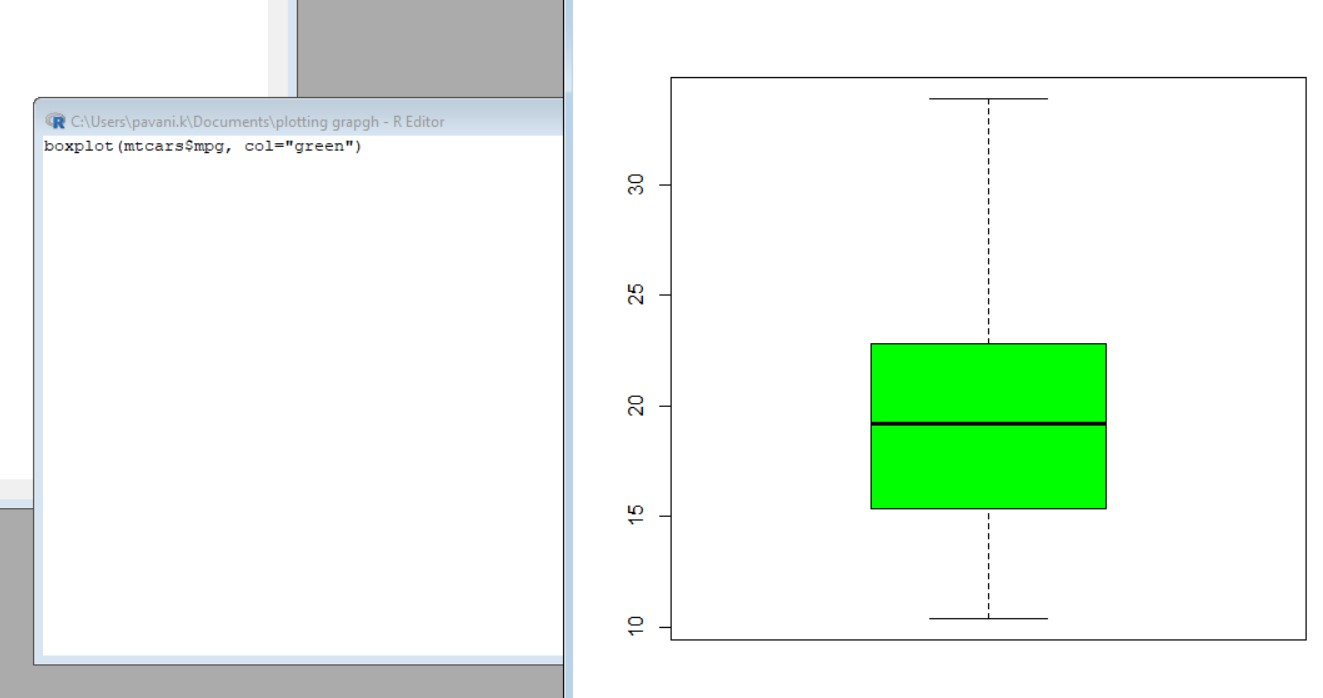 C:\Users\pavani.k\Documents\plotting grapgh - R Editor
boxplot(mtcars$mpg, col="green")
30
25
20
15
10